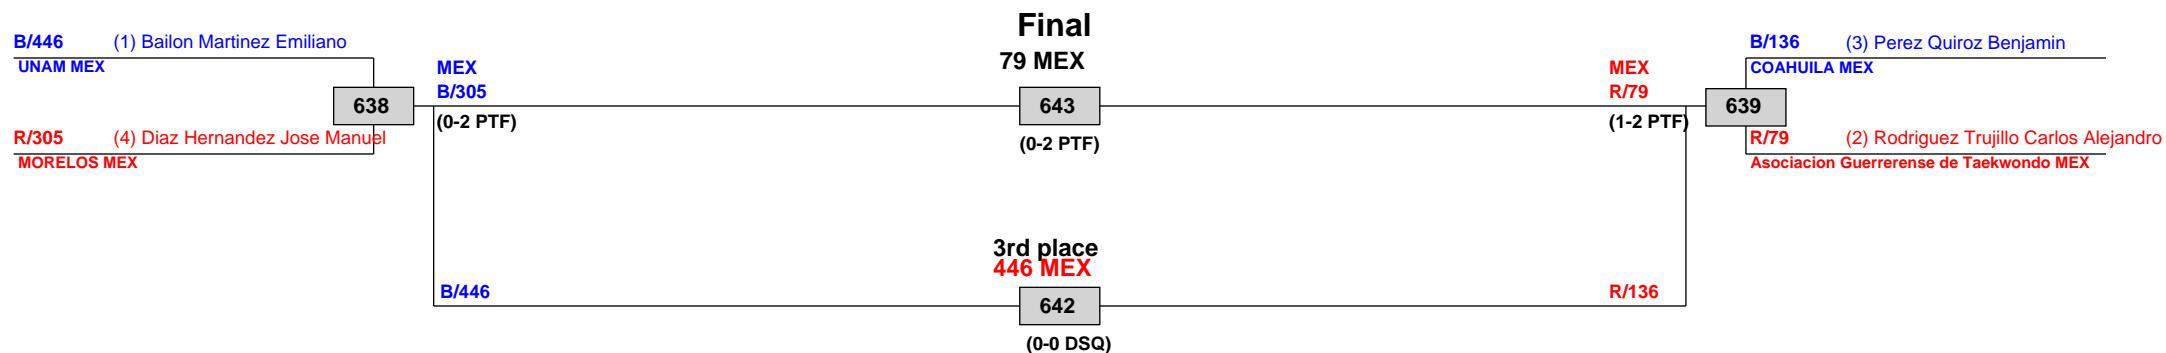 Final
79 MEX
B/446 (1) Bailon Martinez Emiliano
UNAM MEX
638
R/305 (4) Diaz Hernandez Jose Manuel
MORELOS MEX
MEX
B/305
(0-2 PTF)
643
(0-2 PTF)
MEX
R/79
(1-2 PTF)
B/136 (3) Perez Quiroz Benjamin
COAHUILA MEX
639
R/79 (2) Rodriguez Trujillo Carlos Alejandro
Asociacion Guerrerense de Taekwondo MEX
3rd place
446 MEX
B/446
642
R/136
(0-0 DSQ)